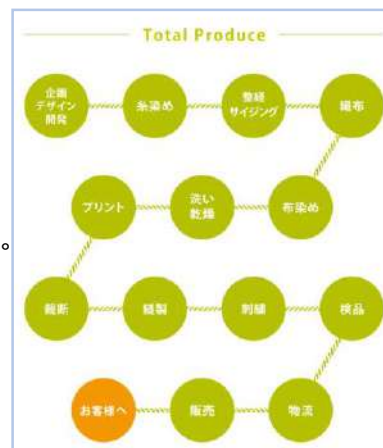 Total Produce
企画
デザイン
開発
糸染め
整経
サイジング
織布
布染め
洗い
乾燥
プリント
裁断
縫製
刺繍
検品
物流
販売
お客様へ
。